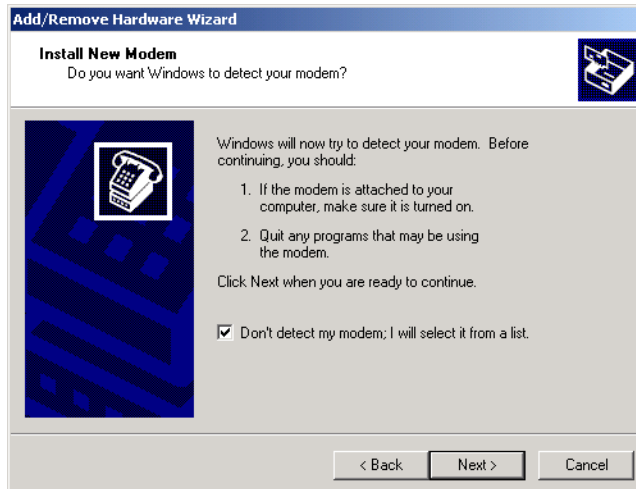 Add/Remove Hardware Wizard
Install New Modem
Do you want Windows to detect your modem?
Windows will now try to detect your modem. Before
continuing, you should:
1. If the modem is attached to your
computer, make sure it is turned on.
2. Quit any programs that may be using
the modem.
Click Next when you are ready to continue.
Don't detect my modem; I will select it from a list.
< Back Next > Cancel